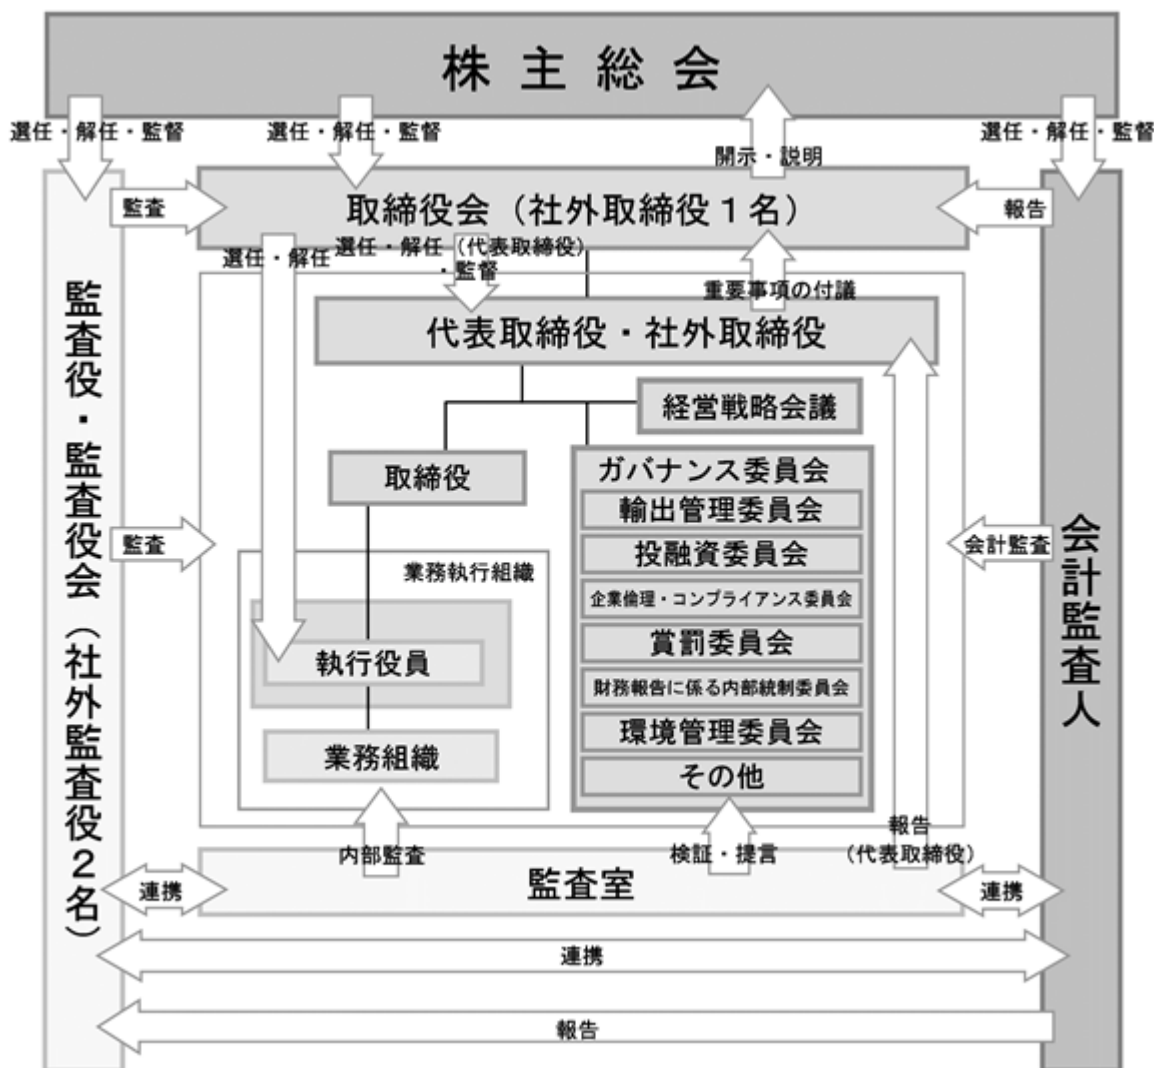 株主総会
選任・解任・監督
選任・解任・監督
開示・説明
選任・解任・監督
監査
取締役会（社外取締役１名）
報告
選任・解任
選任・解任（代表取締役）
・監督
重要事項の付議
代表取締役・社外取締役
経営戦略会議
取締役
ガバナンス委員会
輸出管理委員会
投融資委員会
企業倫理・コンプライアンス委員会
賞罰委員会
財務報告に係る内部統制委員会
環境管理委員会
その他
監査
会計監査
業務執行組織
執行役員
業務組織
内部監査
検証・提言
報告
（代表取締役）
監査室
連携
連携
連携
報告
監査役・監査役会（社外監査役２名）
会計監査人